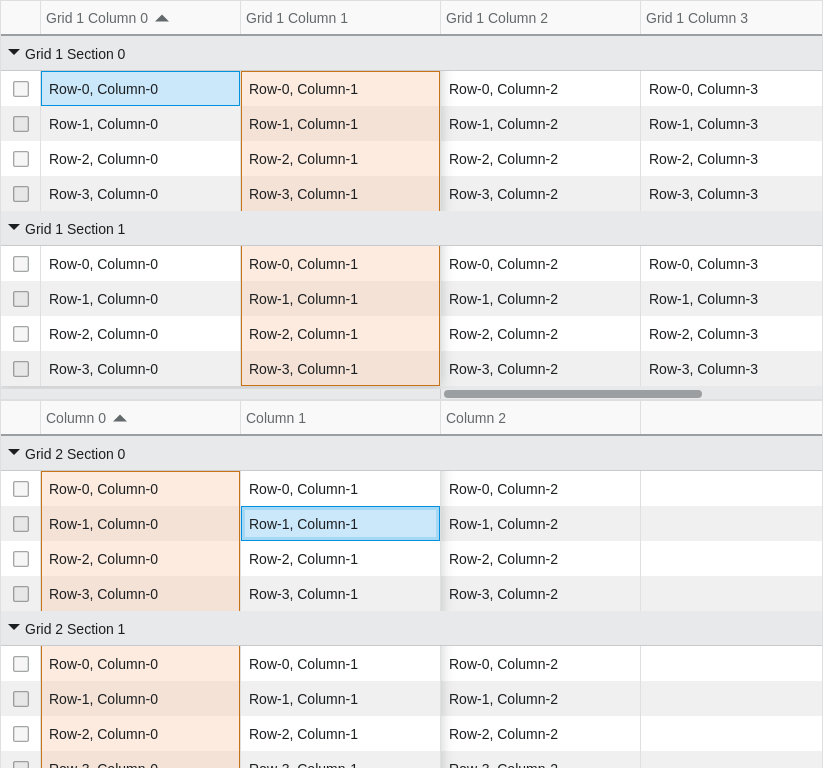 Grid 1 Column 0 Grid 1 Column 1 Grid 1 Column 2 Grid 1 Column 3
Grid 1 Section 0
Row-0, Column-0 Row-0, Column-1 Row-0, Column-2 Row-0, Column-3
Row-1, Column-0 Row-1, Column-1 Row-1, Column-2 Row-1, Column-3
Row-2, Column-0 Row-2, Column-1 Row-2, Column-2 Row-2, Column-3
Row-3, Column-0 Row-3, Column-1 Row-3, Column-2 Row-3, Column-3
Grid 1 Section 1
Row-0, Column-0 Row-0, Column-1 Row-0, Column-2 Row-0, Column-3
Row-1, Column-0 Row-1, Column-1 Row-1, Column-2 Row-1, Column-3
Row-2, Column-0 Row-2, Column-1 Row-2, Column-2 Row-2, Column-3
Row-3, Column-0 Row-3, Column-1 Row-3, Column-2 Row-3, Column-3
Column 0 Column 1 Column 2
Grid 2 Section 0
Row-0, Column-0 Row-0, Column-1 Row-0, Column-2
Row-1, Column-0 Row-1, Column-1 Row-1, Column-2
Row-2, Column-0 Row-2, Column-1 Row-2, Column-2
Row-3, Column-0 Row-3, Column-1 Row-3, Column-2
Grid 2 Section 1
Row-0, Column-0 Row-0, Column-1 Row-0, Column-2
Row-1, Column-0 Row-1, Column-1 Row-1, Column-2
Row-2, Column-0 Row-2, Column-1 Row-2, Column-2
Row-3, Column-0 Row-3, Column-1 Row-3, Column-2